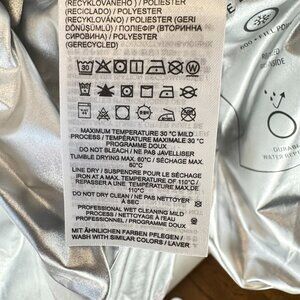 (RECYKLOVANÉHO ) / POLIESTER
(RECICLADO) / POLYESTER
(RECYCLED) / POLIESTER (GERI
DÖNÜŞÜMLÜ) / ПОЛІЕФІР (ВТОРИННА
СИРОВИНА) / POLYESTER
(GERECYCLED)
MAXIMUM TEMPERATURE 30 °C MILD
PROCESS / TEMPÉRATURE MAXIMUM 30 °C
PROGRAMME DOUX
DO NOT BLEACH / NE PAS JAVELLISER
TUMBLE DRYING MAX. 60°C / SÉCHAGE MAX.
60°C
LINE DRY / SUSPENDRE POUR LE SÉCHAGE
IRON AT A MAX. TEMPERATURE OF 110°C /
REPASSER A UNE TEMPÉRATURE MAX. DE
110°C
DO NOT DRY CLEAN / NE PAS NETTOYER
À SEC
PROFESSIONAL WET CLEANING MILD
PROCESS / NETTOYAGE À L'EAU
PROFESSIONNEL PROGRAMME DOUX
MIT ÄHNLICHEN FARBEN PFLEGEN /
WASH WITH SIMILAR COLORS / LAVER
INSIDE
DURABLE
WATER